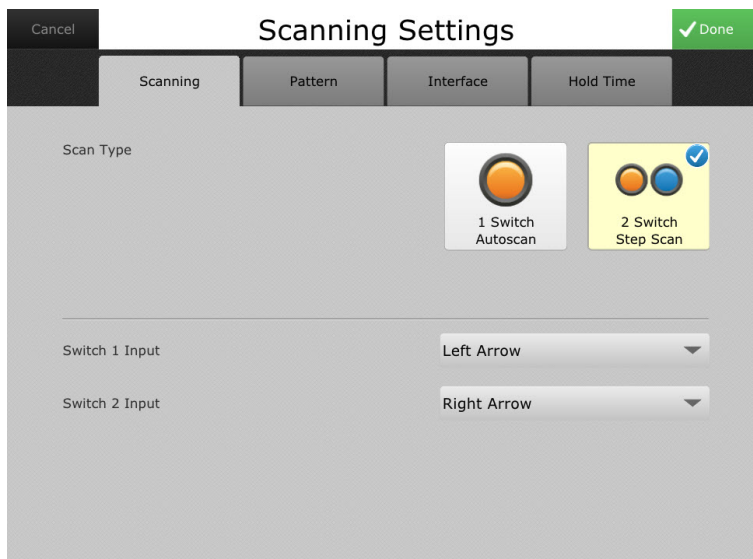 Cancel
Scanning Settings
Done
Scanning
Pattern
Interface
Hold Time
Scan Type
1 Switch
Autoscan
2 Switch
Step Scan
Switch 1 Input
Left Arrow
Switch 2 Input
Right Arrow